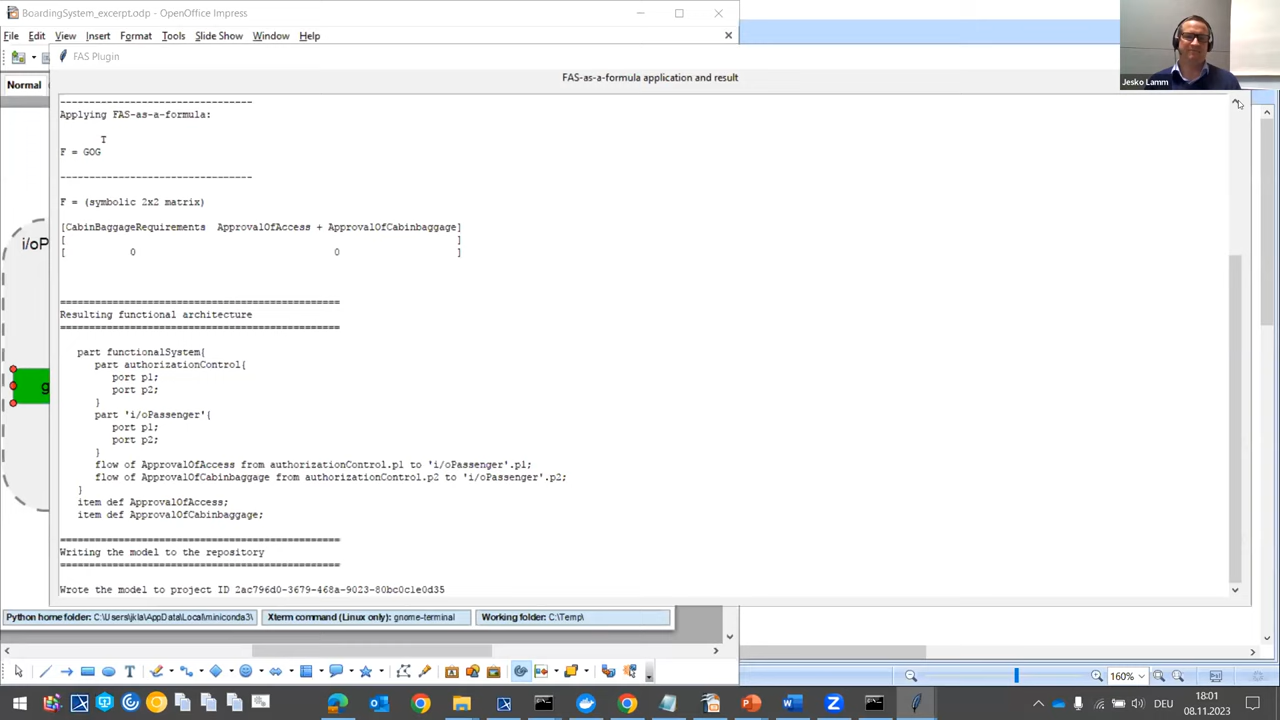 BoardingSystem_excerpt.odp - OpenOffice Impress
File Edit View Insert Format Tools Slide Show Window Help
FAS Plugin
Jesko Lamm
FAS-as-a-formula application and result
Normal
---------------------------------
Applying FAS-as-a-formula:
T
F = GOG
---------------------------------
F = (symbolic 2x2 matrix)
[CabinBaggageRequirements ApprovalOfAccess + ApprovalOfCabinbaggage]
[ ]
[ 0 0 ]
i/oP
================================================
Resulting functional architecture
================================================
part functionalSystem{
part authorizationControl{
port p1;
port p2;
}
part 'i/oPassenger'{
port p1;
port p2;
}
flow of ApprovalOfAccess from authorizationControl.p1 to 'i/oPassenger'.p1;
flow of ApprovalOfCabinbaggage from authorizationControl.p2 to 'i/oPassenger'.p2;
}
item def ApprovalOfAccess;
item def ApprovalOfCabinbaggage;
================================================
Writing the model to the repository
================================================
Wrote the model to project ID 2ac796d0-3679-468a-9023-80bc0c1e0d35
Python home folder: C:\Users\jkla\AppData\Local\miniconda3\ Xterm command (Linux only): gnome-terminal Working folder: C:\Temp\
160%
DEU
18:01
08.11.2023